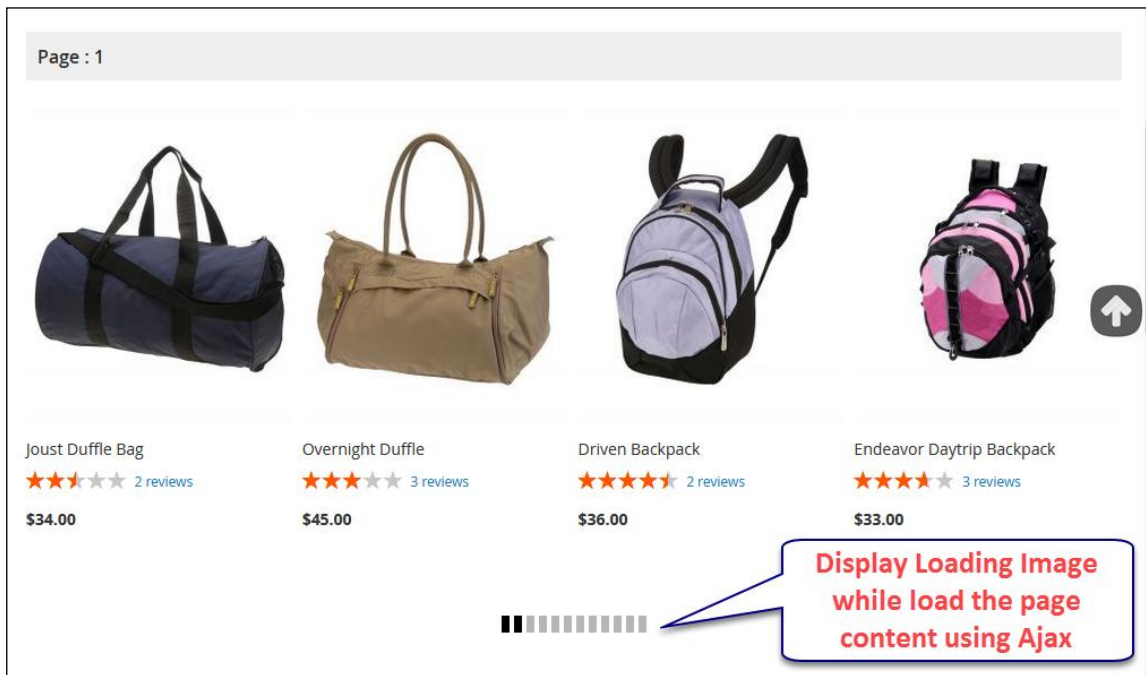 Page : 1
Joust Duffle Bag
Overnight Duffle
Driven Backpack
Endeavor Daytrip Backpack
2 reviews
3 reviews
2 reviews
3 reviews
$34.00
$45.00
$36.00
$33.00
Display Loading Image
while load the page
content using Ajax